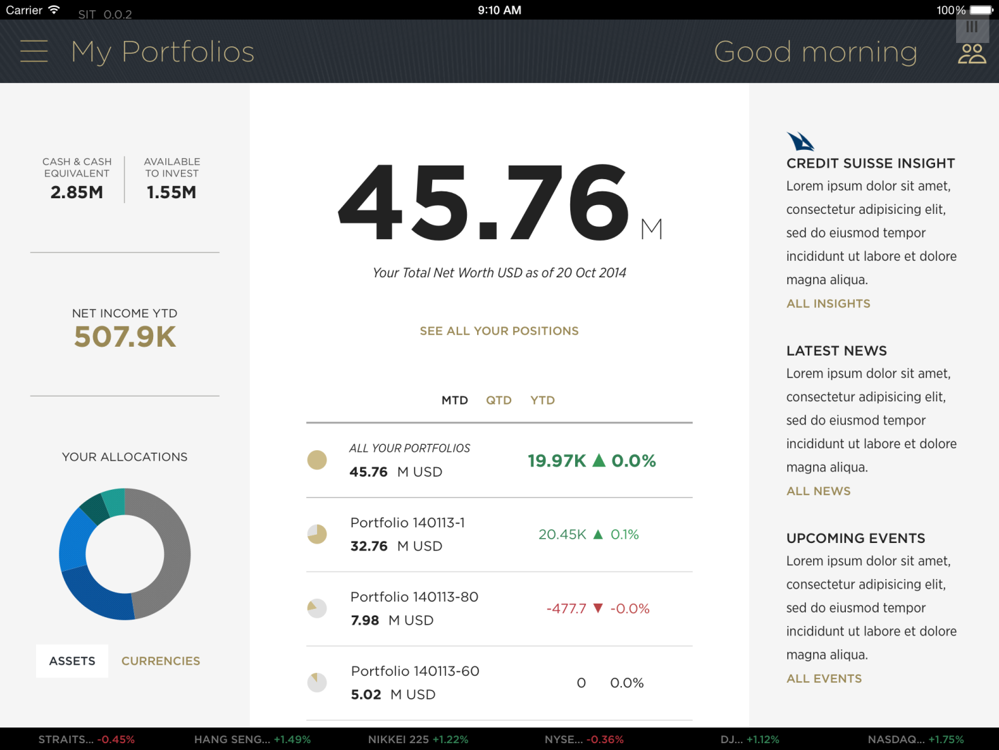 Carrier
SIT 0.0.2
9:10 AM
100%
My Portfolios
Good morning
CASH & CASH
EQUIVALENT
2.85M
AVAILABLE
TO INVEST
1.55M
NET INCOME YTD
507.9K
YOUR ALLOCATIONS
ASSETS
CURRENCIES
45.76 M
Your Total Net Worth USD as of 20 Oct 2014
SEE ALL YOUR POSITIONS
MTD QTD YTD
ALL YOUR PORTFOLIOS
45.76 M USD
19.97K ▲ 0.0%
Portfolio 140113-1
32.76 M USD
20.45K ▲ 0.1%
Portfolio 140113-80
7.98 M USD
-477.7 ▼ -0.0%
Portfolio 140113-60
5.02 M USD
0 0.0%
CREDIT SUISSE INSIGHT
Lorem ipsum dolor sit amet,
consectetur adipisicing elit,
sed do eiusmod tempor
incididunt ut labore et dolore
magna aliqua.
ALL INSIGHTS
LATEST NEWS
Lorem ipsum dolor sit amet,
consectetur adipisicing elit,
sed do eiusmod tempor
incididunt ut labore et dolore
magna aliqua.
ALL NEWS
UPCOMING EVENTS
Lorem ipsum dolor sit amet,
consectetur adipisicing elit,
sed do eiusmod tempor
incididunt ut labore et dolore
magna aliqua.
ALL EVENTS
STRAITS... -0.45% HANG SENG... +1.49% NIKKEI 225 +1.22% NYSE... -0.36% DJ... +1.12% NASDAQ... +1.75%